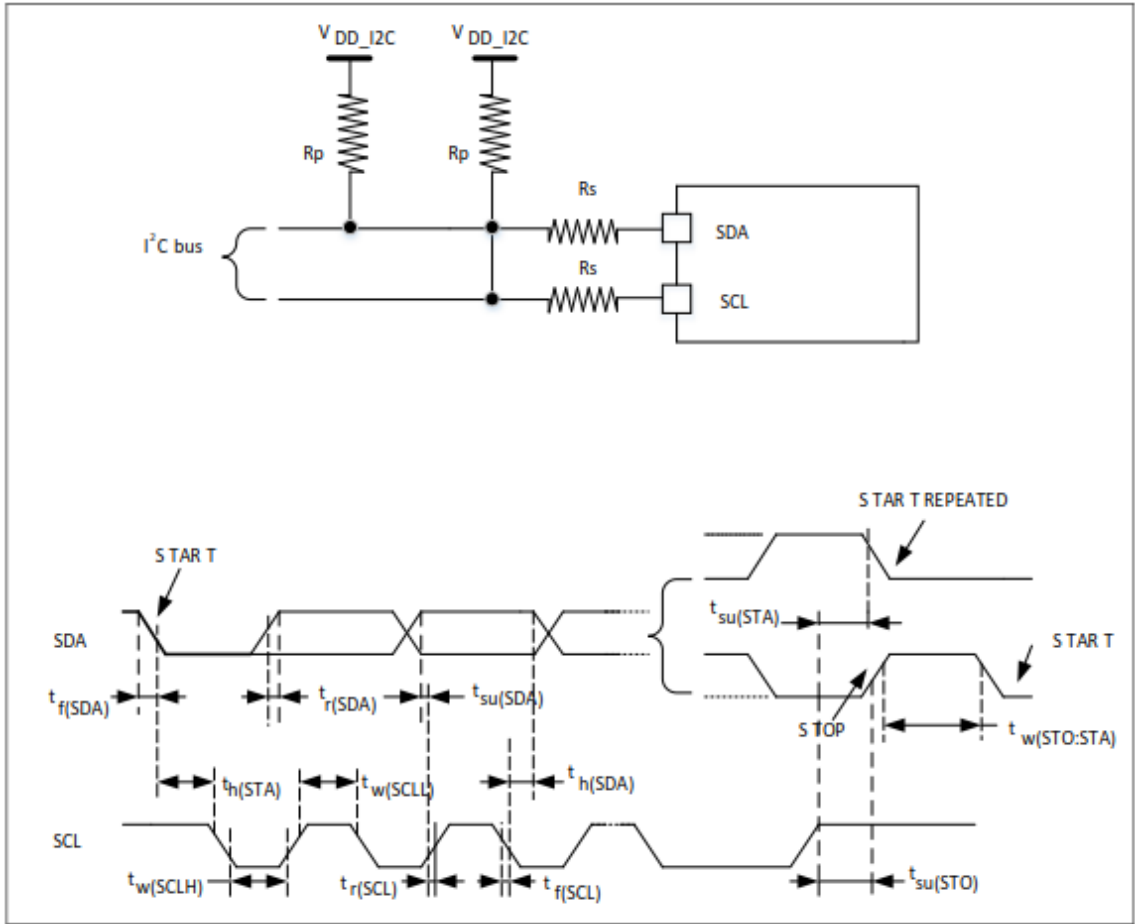 V DD_I2C V DD_I2C
Rp Rp
Rs
I²C bus
SDA
Rs
SCL
S TAR T REPEATED
S TAR T
t su(STA)
SDA
S TAR T
t f(SDA) t r(SDA) t su(SDA)
S TOP
t w(STO:STA)
t h(STA) t w(SCLL) t h(SDA)
SCL
t w(SCLH) t r(SCL) t f(SCL) t su(STO)